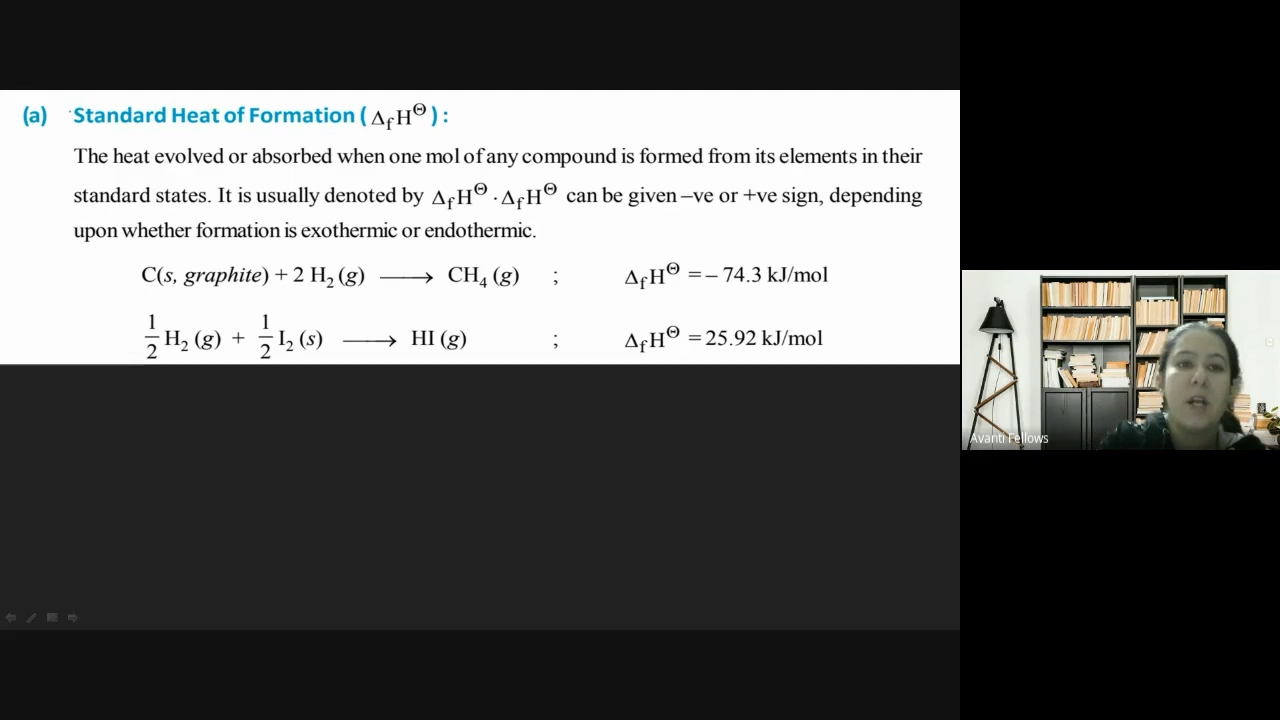 (a) Standard Heat of Formation ( ΔfH⊖ ) :
The heat evolved or absorbed when one mol of any compound is formed from its elements in their
standard states. It is usually denoted by ΔfH⊖ · ΔfH⊖ can be given –ve or +ve sign, depending
upon whether formation is exothermic or endothermic.
C(s, graphite) + 2 H₂ (g) ⟶ CH₄ (g) ; ΔfH⊖ = – 74.3 kJ/mol
1/2 H₂ (g) + 1/2 I₂ (s) ⟶ HI (g) ; ΔfH⊖ = 25.92 kJ/mol
Avanti Fellows